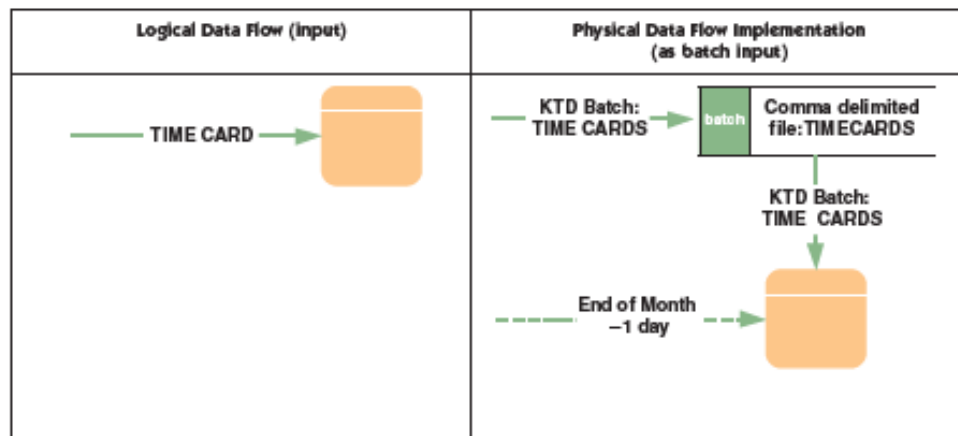 Logical Data Flow (input)
Physical Data Flow Implementation
(as batch input)
TIME CARD
KTD Batch:
TIME CARDS
batch
Comma delimited
file:TIMECARDS
KTD Batch:
TIME CARDS
End of Month
–1 day